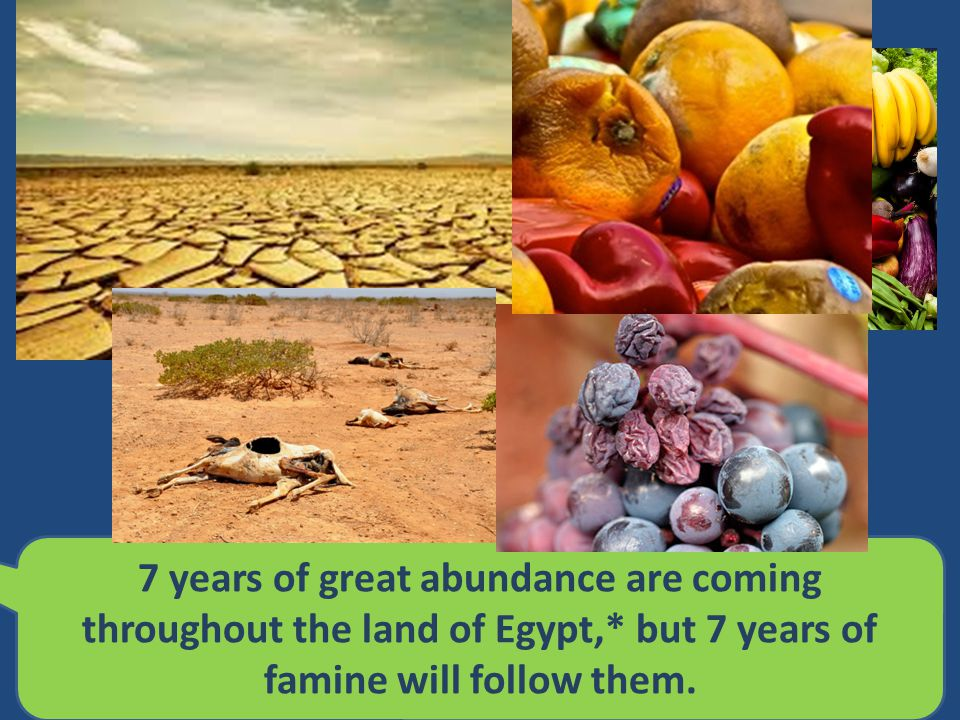 7 years of great abundance are coming
throughout the land of Egypt,* but 7 years of
famine will follow them.